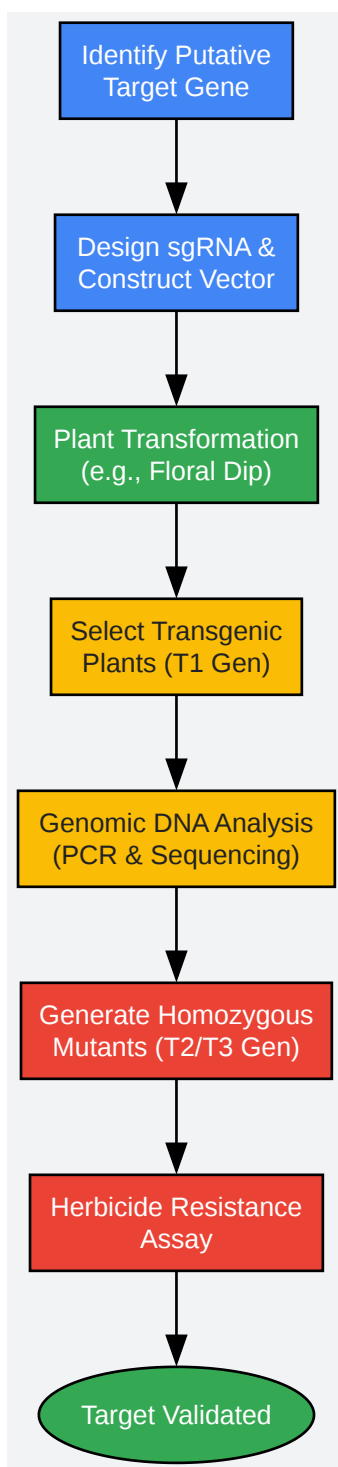 Identify Putative
Target Gene
Design sgRNA &
Construct Vector
Plant Transformation
(e.g., Floral Dip)
Select Transgenic
Plants (T1 Gen)
Genomic DNA Analysis
(PCR & Sequencing)
Generate Homozygous
Mutants (T2/T3 Gen)
Herbicide Resistance
Assay
Target Validated